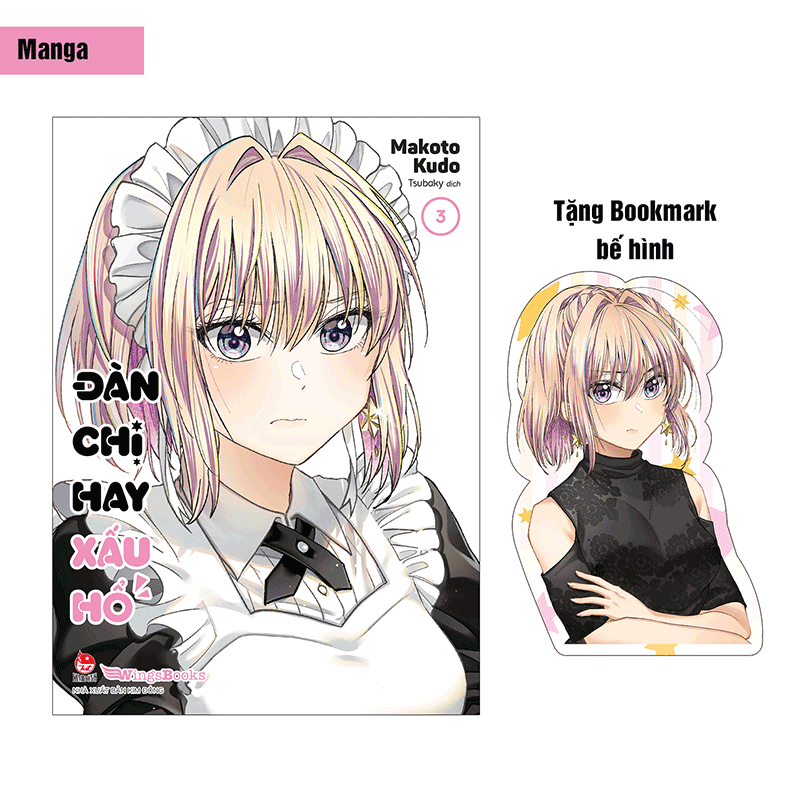 Manga
Makoto
Kudo
Tsubaky dịch
3
Tặng Bookmark
bế hình
ĐÀN
CHỊ
HAY
XẤU
HỔ
WingsBooks
NHÀ XUẤT BẢN KIM ĐỒNG